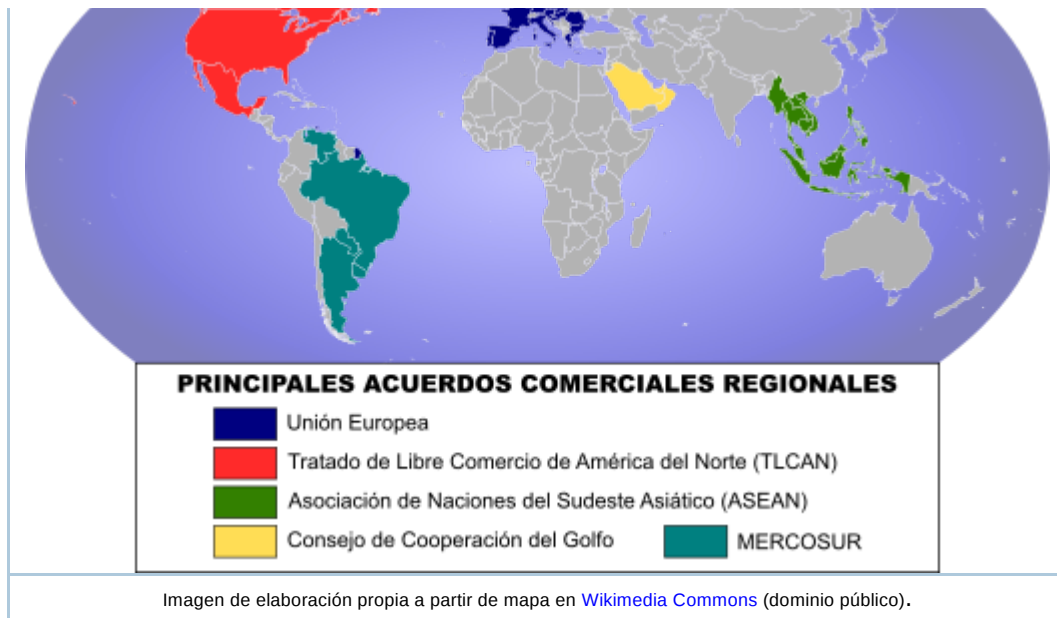 PRINCIPALES ACUERDOS COMERCIALES REGIONALES
Unión Europea
Tratado de Libre Comercio de América del Norte (TLCAN)
Asociación de Naciones del Sudeste Asiático (ASEAN)
Consejo de Cooperación del Golfo
MERCOSUR
Imagen de elaboración propia a partir de mapa en Wikimedia Commons (dominio público).